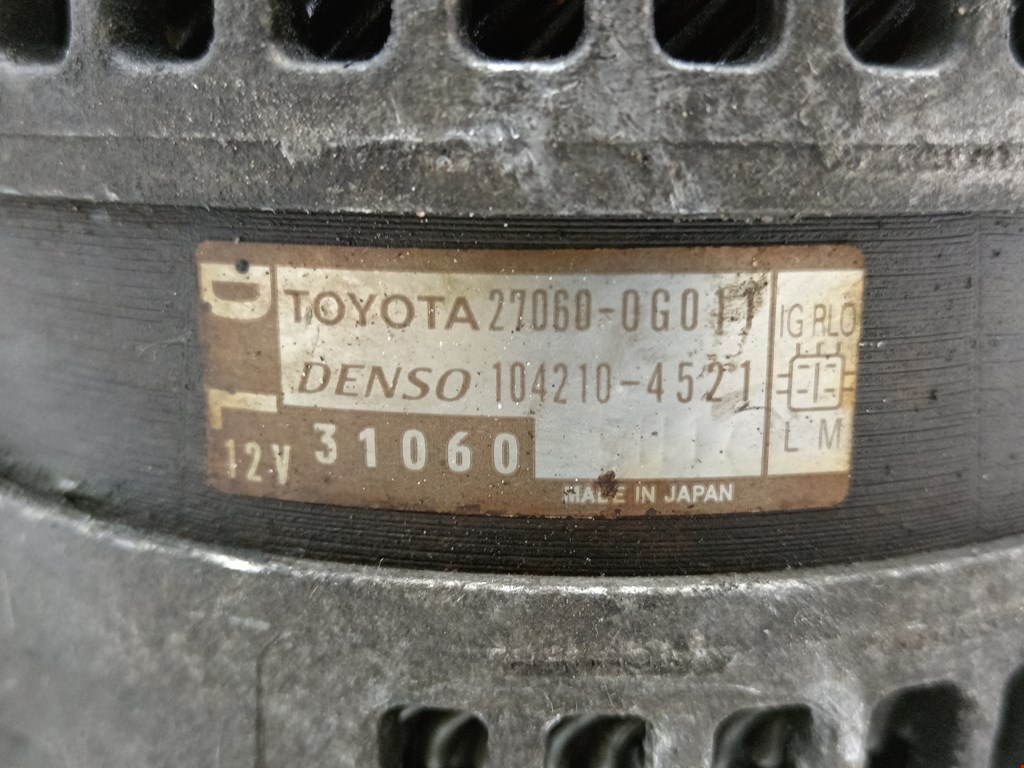 D
TOYOTA 27060-0G011
IG RLO
DENSO 104210-4521
L M
12V 31060
MADE IN JAPAN